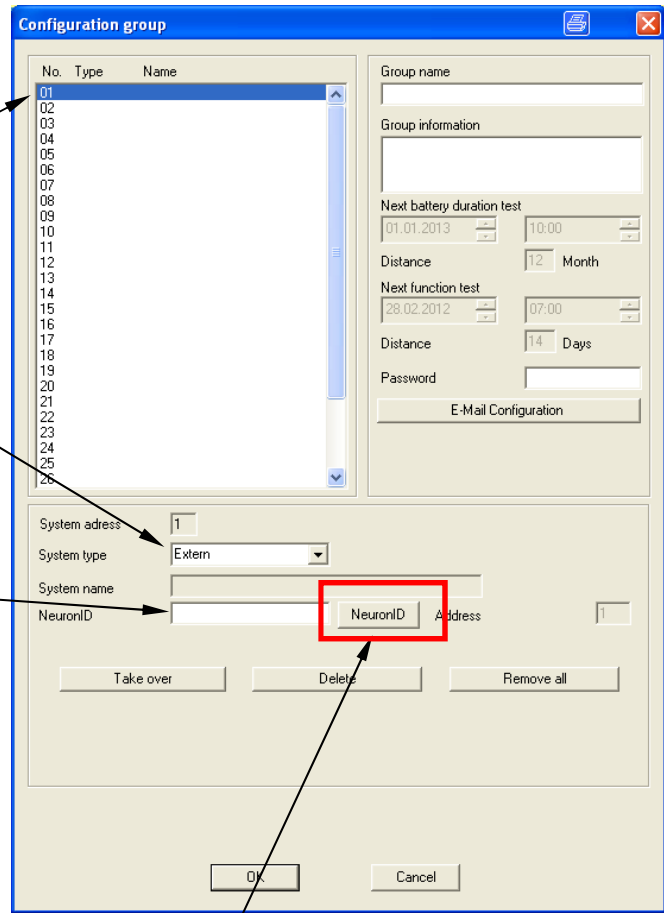 Configuration group
No. Type Name
01
02
03
04
05
06
07
08
09
10
11
12
13
14
15
16
17
18
19
20
21
22
23
24
25
26
Group name
Group information
Next battery duration test
01.01.2013 10:00
Distance 12 Month
Next function test
28.02.2012 07:00
Distance 14 Days
Password
E-Mail Configuration
System adress 1
System type Extern
System name
NeuronID NeuronID Address 1
Take over Delete Remove all
OK Cancel